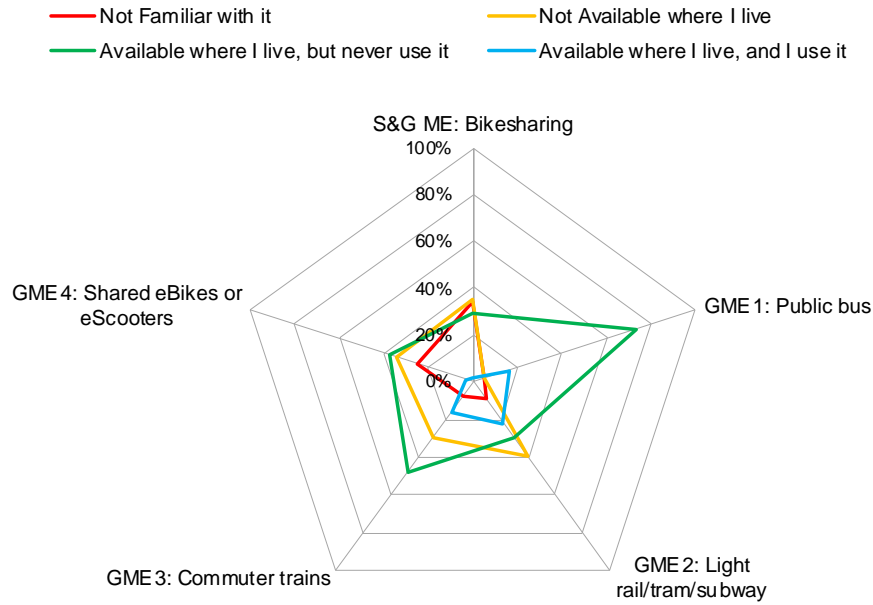 Not Familiar with it
Not Available where I live
Available where I live, but never use it
Available where I live, and I use it
S&G ME: Bikesharing
100%
80%
60%
40%
20%
0%
GME 4: Shared eBikes or
eScooters
GME 1: Public bus
GME 3: Commuter trains
GME 2: Light
rail/tram/subway